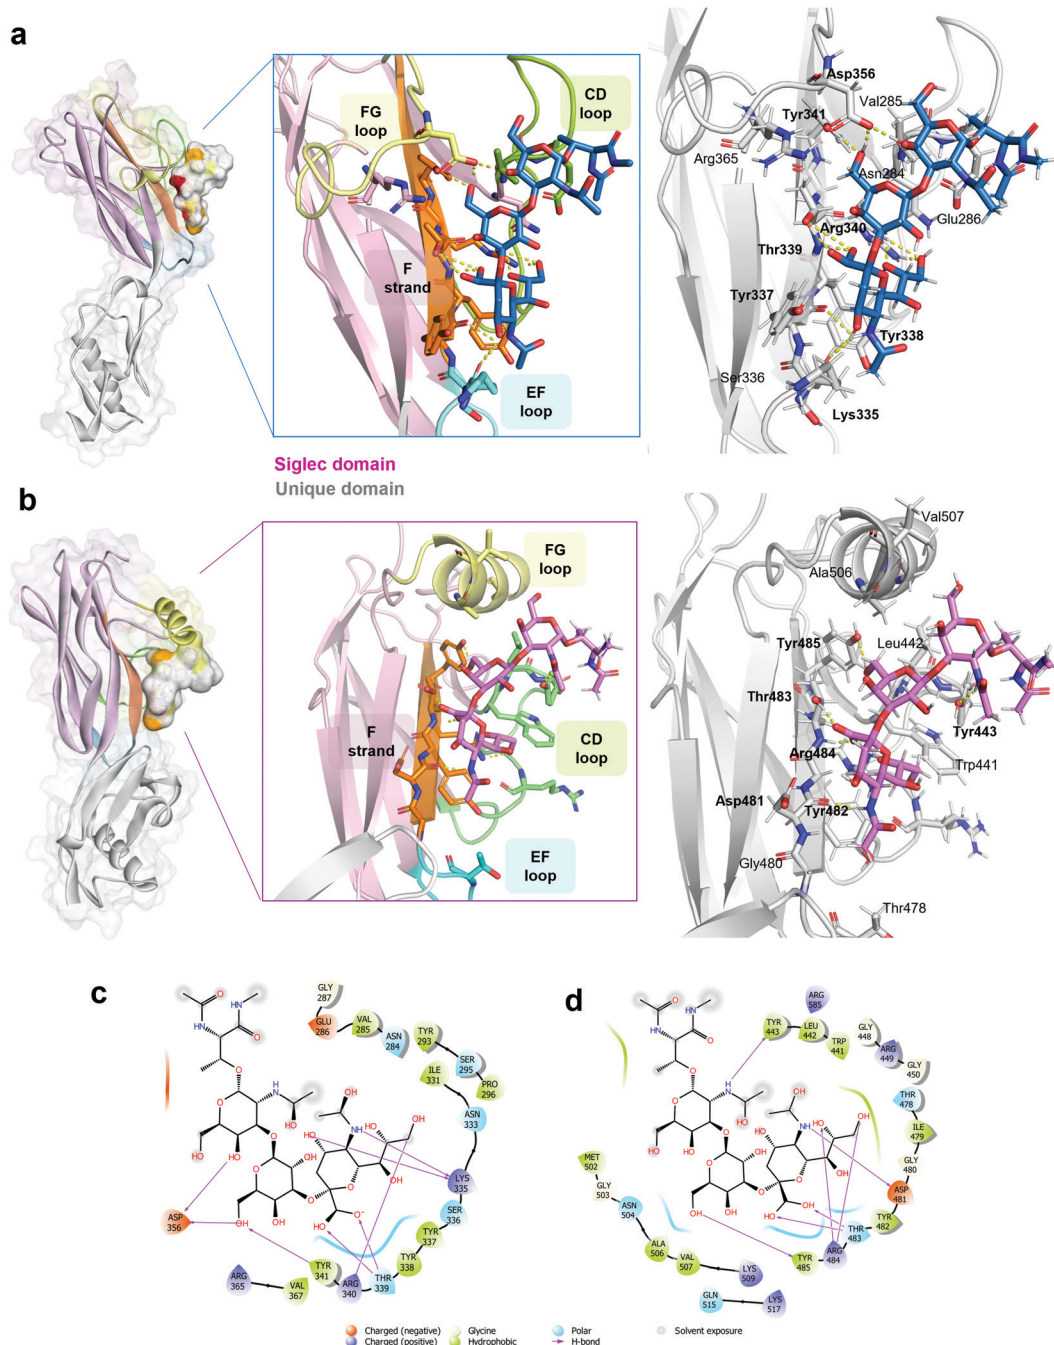 a
FG
loop
CD
loop
F
strand
EF
loop
Asp356
Val285
Tyr341
Arg365
Asn284
Glu286
Arg340
Thr339
Tyr337
Tyr338
Ser336
Lys335
Siglec domain
Unique domain
b
FG
loop
F
strand
CD
loop
EF
loop
Val507
Ala506
Tyr485
Leu442
Thr483
Tyr443
Arg484
Trp441
Asp481
Tyr482
Gly480
Thr478
c
GLY
287
GLU
286
VAL
285
ASN
284
TYR
293
SER
295
PRO
296
ILE
331
ASN
333
LYS
335
SER
336
TYR
337
TYR
338
THR
339
ARG
340
TYR
341
VAL
367
ARG
365
ASP
356
d
ARG
585
TYR
443
LEU
442
TRP
441
GLY
448
ARG
449
GLY
450
THR
478
ILE
479
GLY
480
ASP
481
TYR
482
THR
483
ARG
484
TYR
485
MET
502
GLY
503
ASN
504
ALA
506
VAL
507
LYS
509
GLN
515
LYS
517
Charged (negative)
Charged (positive)
Glycine
Hydrophobic
Polar
H-bond
Solvent exposure